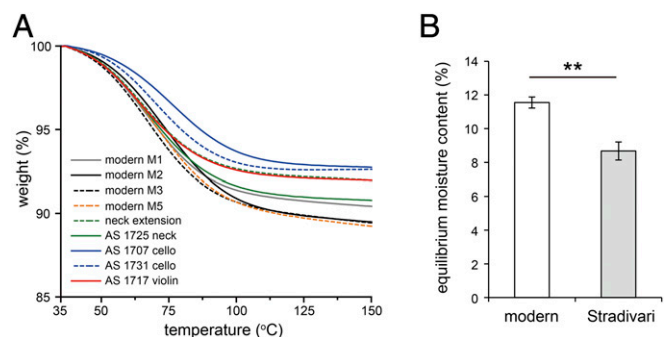 A
weight (%)
100
95
90
85
modern M1
modern M2
modern M3
modern M5
neck extension
AS 1725 neck
AS 1707 cello
AS 1731 cello
AS 1717 violin
35 50 75 100 125 150
temperature (°C)
B
equilibrium moisture content (%)
14
12
10
8
6
4
2
0
**
modern Stradivari